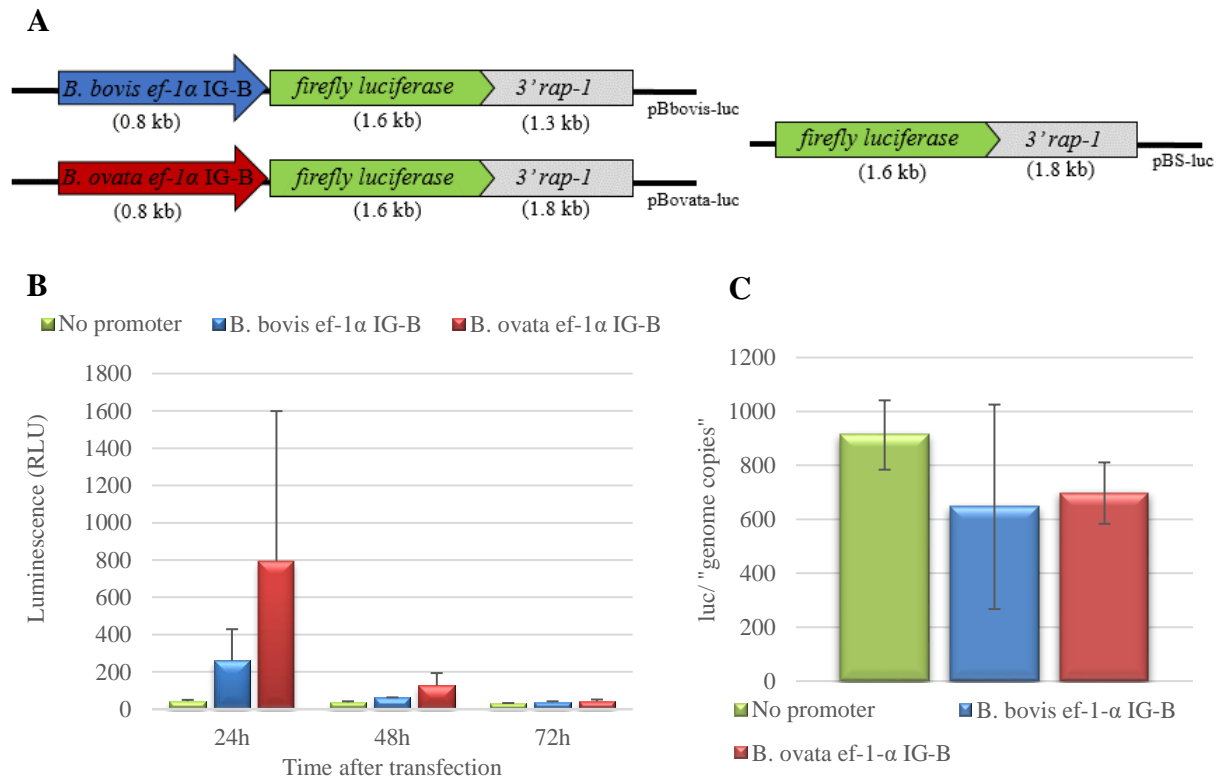 A
B. bovis ef-1α IG-B
firefly luciferase
3' rap-1
(0.8 kb)
(1.6 kb)
(1.3 kb)
pBbovis-luc
B. ovata ef-1α IG-B
firefly luciferase
3' rap-1
(0.8 kb)
(1.6 kb)
(1.8 kb)
pBovata-luc
firefly luciferase
3' rap-1
(1.6 kb)
(1.8 kb)
pBS-luc
B
No promoter
B. bovis ef-1α IG-B
B. ovata ef-1α IG-B
Luminescence (RLU)
1800
1600
1400
1200
1000
800
600
400
200
0
24h
48h
72h
Time after transfection
C
luc/ "genome copies"
1200
1000
800
600
400
200
0
No promoter
B. bovis ef-1-α IG-B
B. ovata ef-1-α IG-B